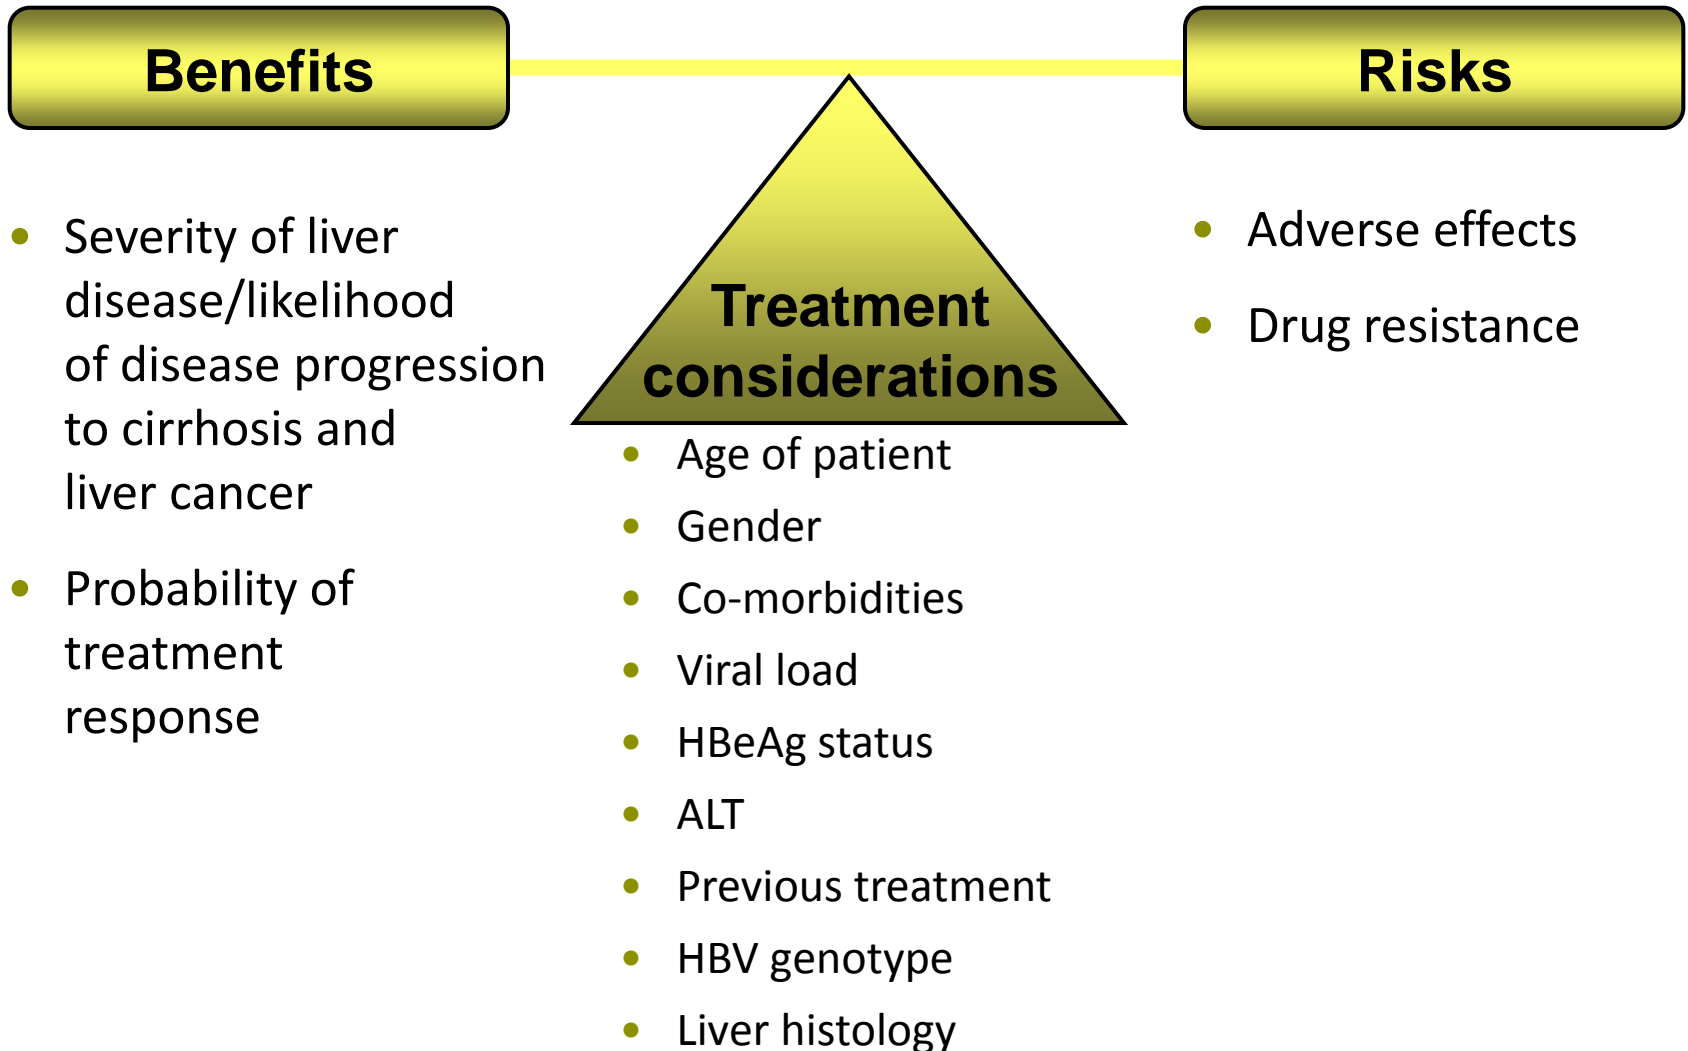 Benefits
Risks
Severity of liver
disease/likelihood
of disease progression
to cirrhosis and
liver cancer
Probability of
treatment
response
Treatment
considerations
Age of patient
Gender
Co-morbidities
Viral load
HBeAg status
ALT
Previous treatment
HBV genotype
Liver histology
Adverse effects
Drug resistance